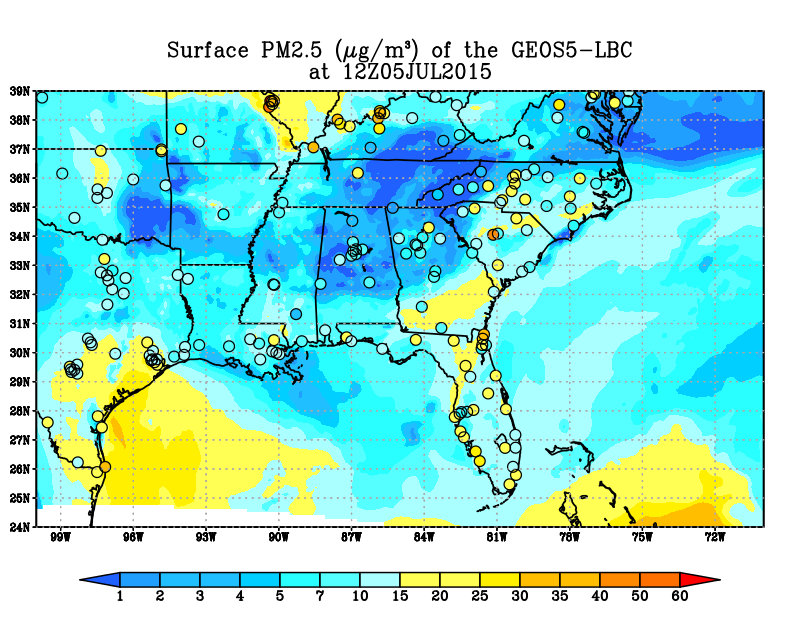 Surface PM2.5 (μg/m³) of the GEOS5-LBC
at 12Z05JUL2015
39N
38N
37N
36N
35N
34N
33N
32N
31N
30N
29N
28N
27N
26N
25N
24N
99W 96W 93W 90W 87W 84W 81W 78W 75W 72W
1 2 3 4 5 7 10 15 20 25 30 35 40 50 60